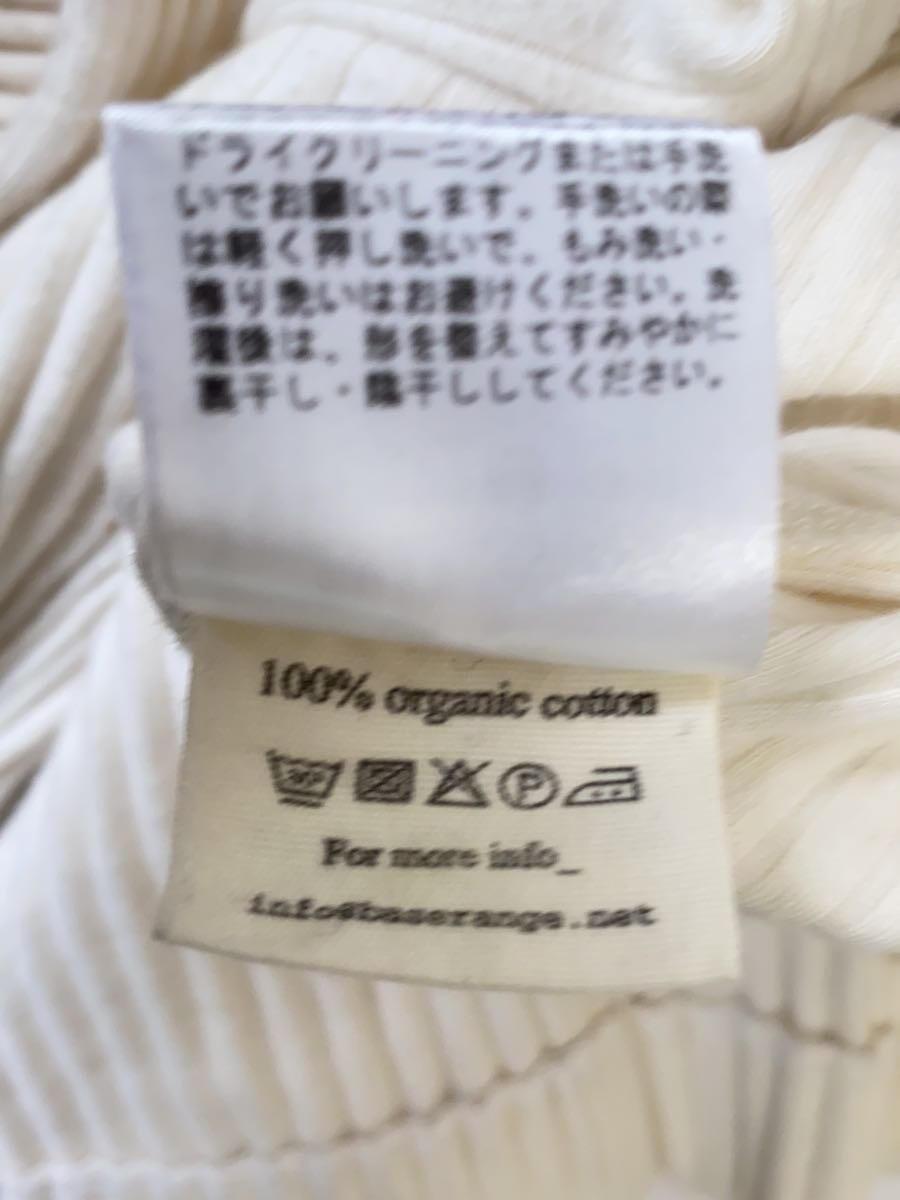 ドライクリーニングまたは手洗
いでお願いします。手洗いの際
は軽く押し洗いで、もみ洗い・
擦り洗いはお避けください。洗
濯後は、形を整えてすみやかに
裏干し・陰干ししてください。
100% organic cotton
30
P
For more info_
info@baserange.net